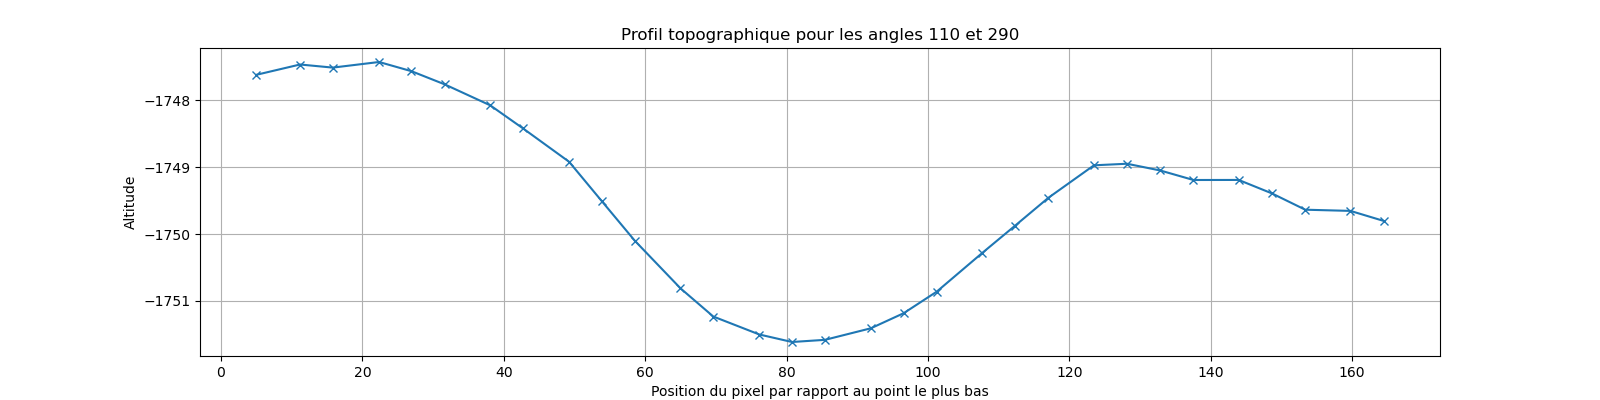 Profil topographique pour les angles 110 et 290
Altitude
−1748
−1749
−1750
−1751
0 20 40 60 80 100 120 140 160
Position du pixel par rapport au point le plus bas